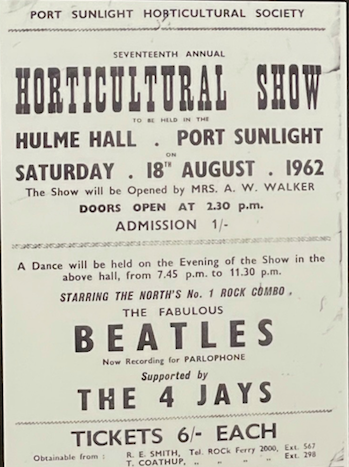 PORT SUNLIGHT HORTICULTURAL SOCIETY
SEVENTEENTH ANNUAL
HORTICULTURAL SHOW
TO BE HELD IN THE
HULME HALL . PORT SUNLIGHT
ON
SATURDAY . 18TH AUGUST . 1962
The Show will be Opened by MRS. A. W. WALKER
DOORS OPEN AT 2.30 p.m.
ADMISSION 1/-
A Dance will be held on the Evening of the Show in the
above hall, from 7.45 p.m. to 11.30 p.m.
STARRING THE NORTH'S No. 1 ROCK COMBO .
THE FABULOUS
BEATLES
Now Recording for PARLOPHONE
Supported by
THE 4 JAYS
TICKETS 6/- EACH
Obtainable from : R. E. SMITH, Tel. ROCk Ferry 2000, Ext. 567
T. COATHUP, „ „ „ „ Ext. 298